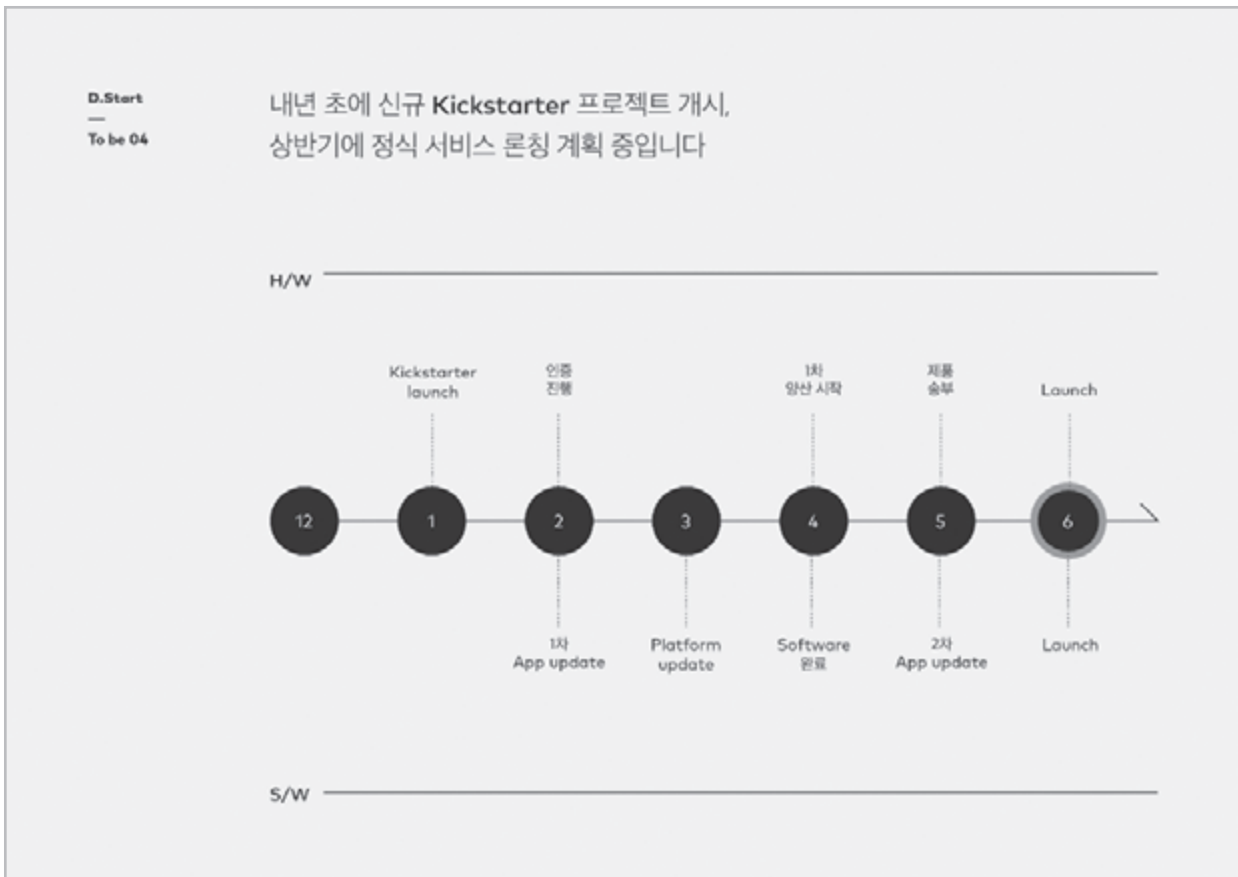 D.Start
To be 04
내년 초에 신규 Kickstarter 프로젝트 개시,
상반기에 정식 서비스 론칭 계획 중입니다
H/W
Kickstarter
launch
인증
진행
1차
양산 시작
제품
송부
Launch
12
1
2
3
4
5
6
1차
App update
Platform
update
Software
완료
2차
App update
Launch
S/W